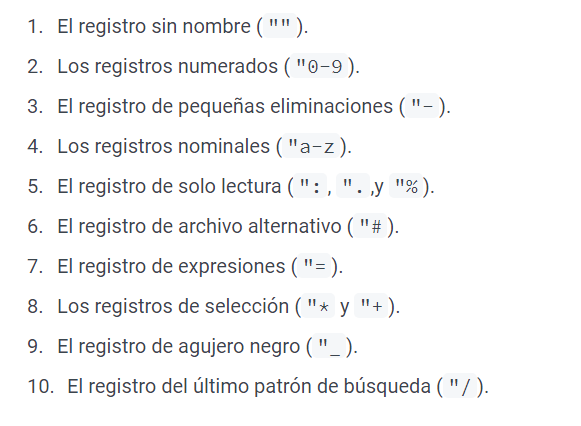 1. El registro sin nombre ( "" ).
2. Los registros numerados ( "0-9 ).
3. El registro de pequeñas eliminaciones ( "- ).
4. Los registros nominales ( "a-z ).
5. El registro de solo lectura ( ": , ". ,y "% ).
6. El registro de archivo alternativo ( "# ).
7. El registro de expresiones ( "= ).
8. Los registros de selección ( "* y "+ ).
9. El registro de agujero negro ( "_ ).
10. El registro del último patrón de búsqueda ( "/ ).